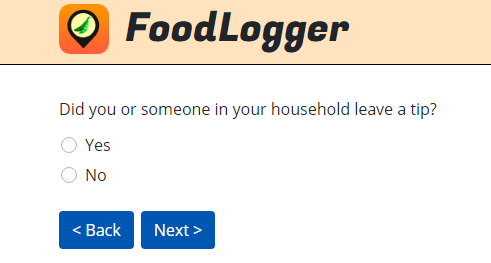 FoodLogger
Did you or someone in your household leave a tip?
Yes
No
< Back
Next >